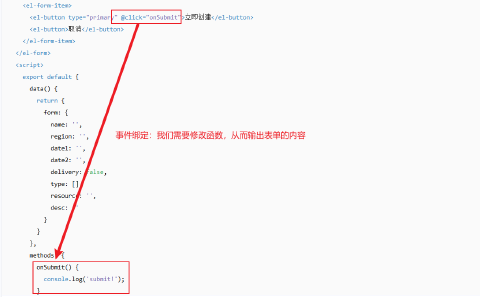 <el-form-item>
<el-button type="primary" @click="onSubmit">立即创建</el-button>
<el-button>取消</el-button>
</el-form-item>
</el-form>
<script>
export default {
data() {
return {
form: {
name: '',
region: '',
date1: '',
date2: '',
delivery: false,
type: []
resource: '',
desc:
}
}
},
methods: {
onSubmit() {
console.log('submit!');
}
事件绑定：我们需要修改函数，从而输出表单的内容